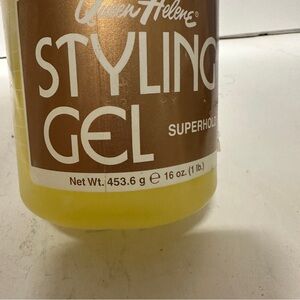 Queen Helene®
STYLING
GEL
SUPERHOLD
Net Wt. 453.6 g ℮ 16 oz. (1 lb.)